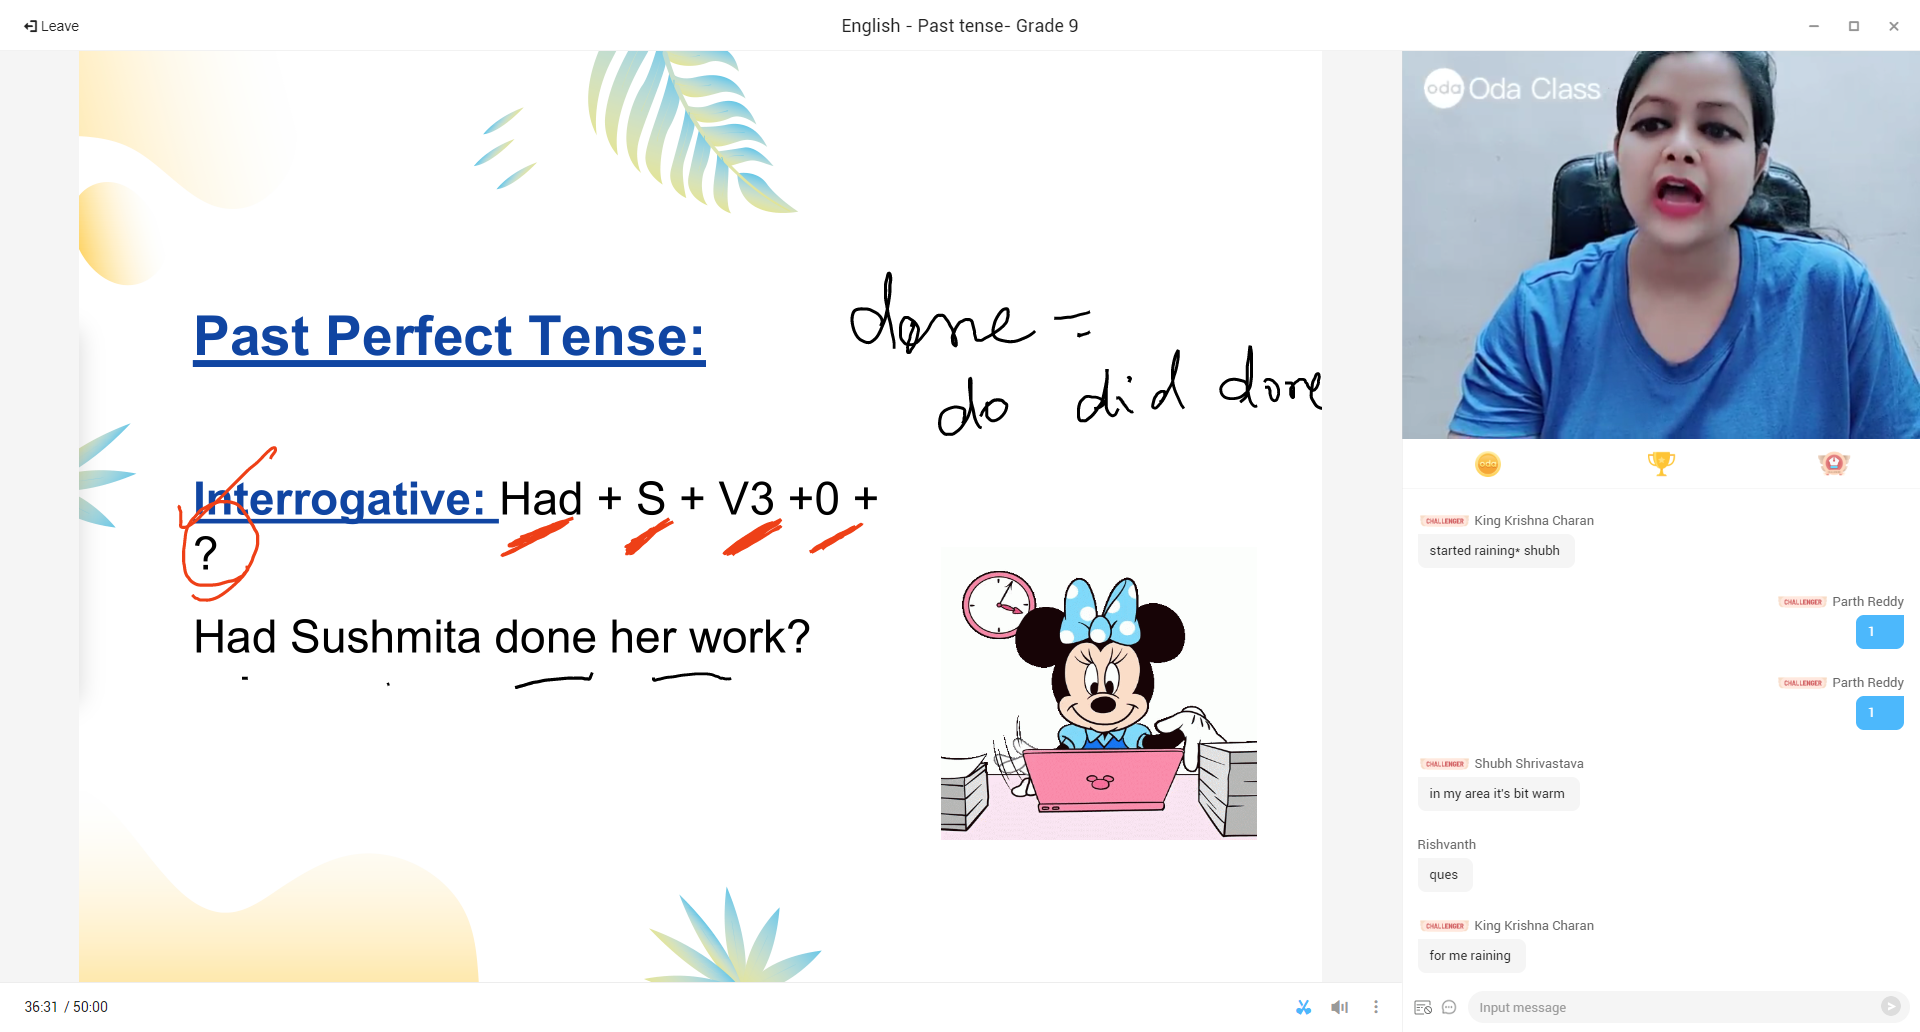 Leave
English - Past tense- Grade 9
oda Oda Class
Past Perfect Tense:
done =
do did done
Interrogative: Had + S + V3 +0 +
?
Had Sushmita done her work?
oda
CHALLENGER King Krishna Charan
started raining* shubh
CHALLENGER Parth Reddy
1
CHALLENGER Parth Reddy
1
CHALLENGER Shubh Shrivastava
in my area it's bit warm
Rishvanth
ques
CHALLENGER King Krishna Charan
for me raining
36:31 / 50:00
Input message